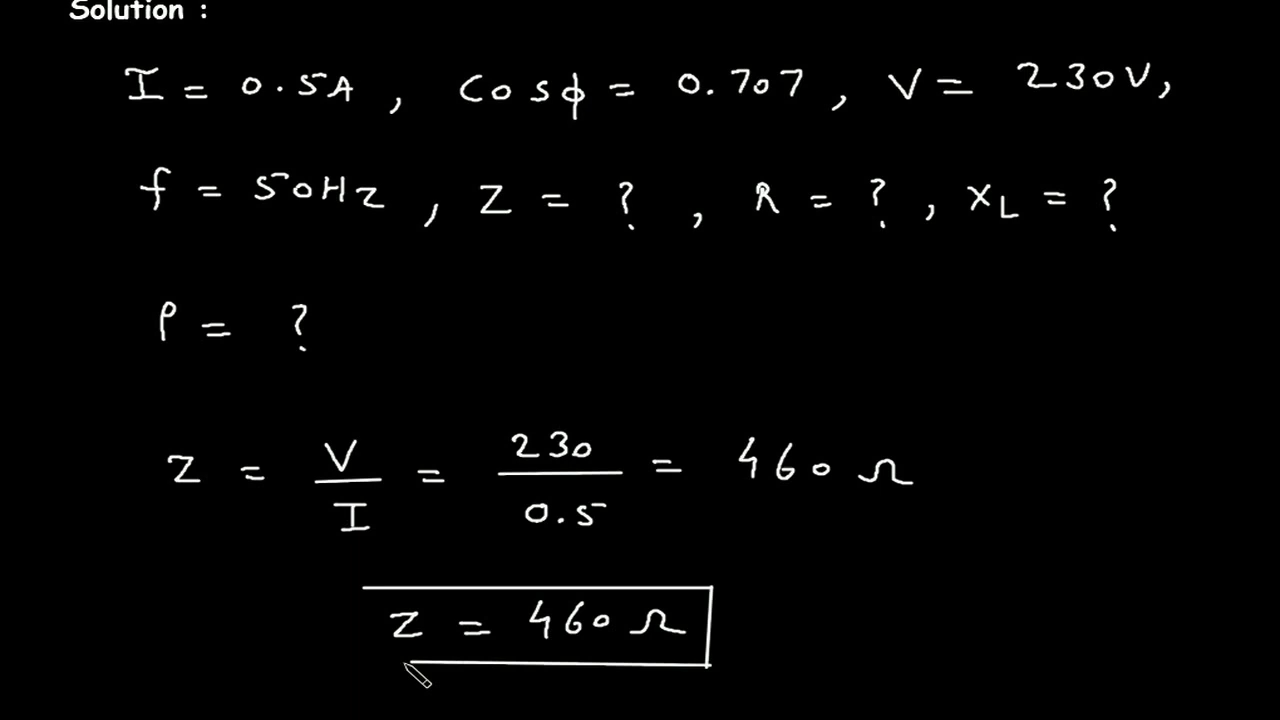 Solution :
I = 0.5A , Cosϕ = 0.707 , V = 230V,
f = 50Hz , Z = ? , R = ? , XL = ?
P = ?
Z = V/I = 230/0.5 = 460 Ω
Z = 460 Ω